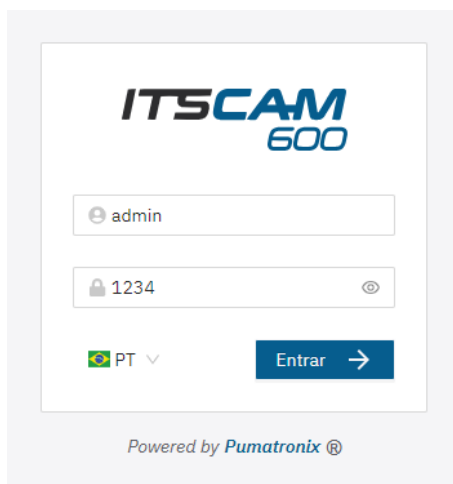 ITSCAM
600
admin
1234
PT
Entrar
Powered by Pumatronix ®